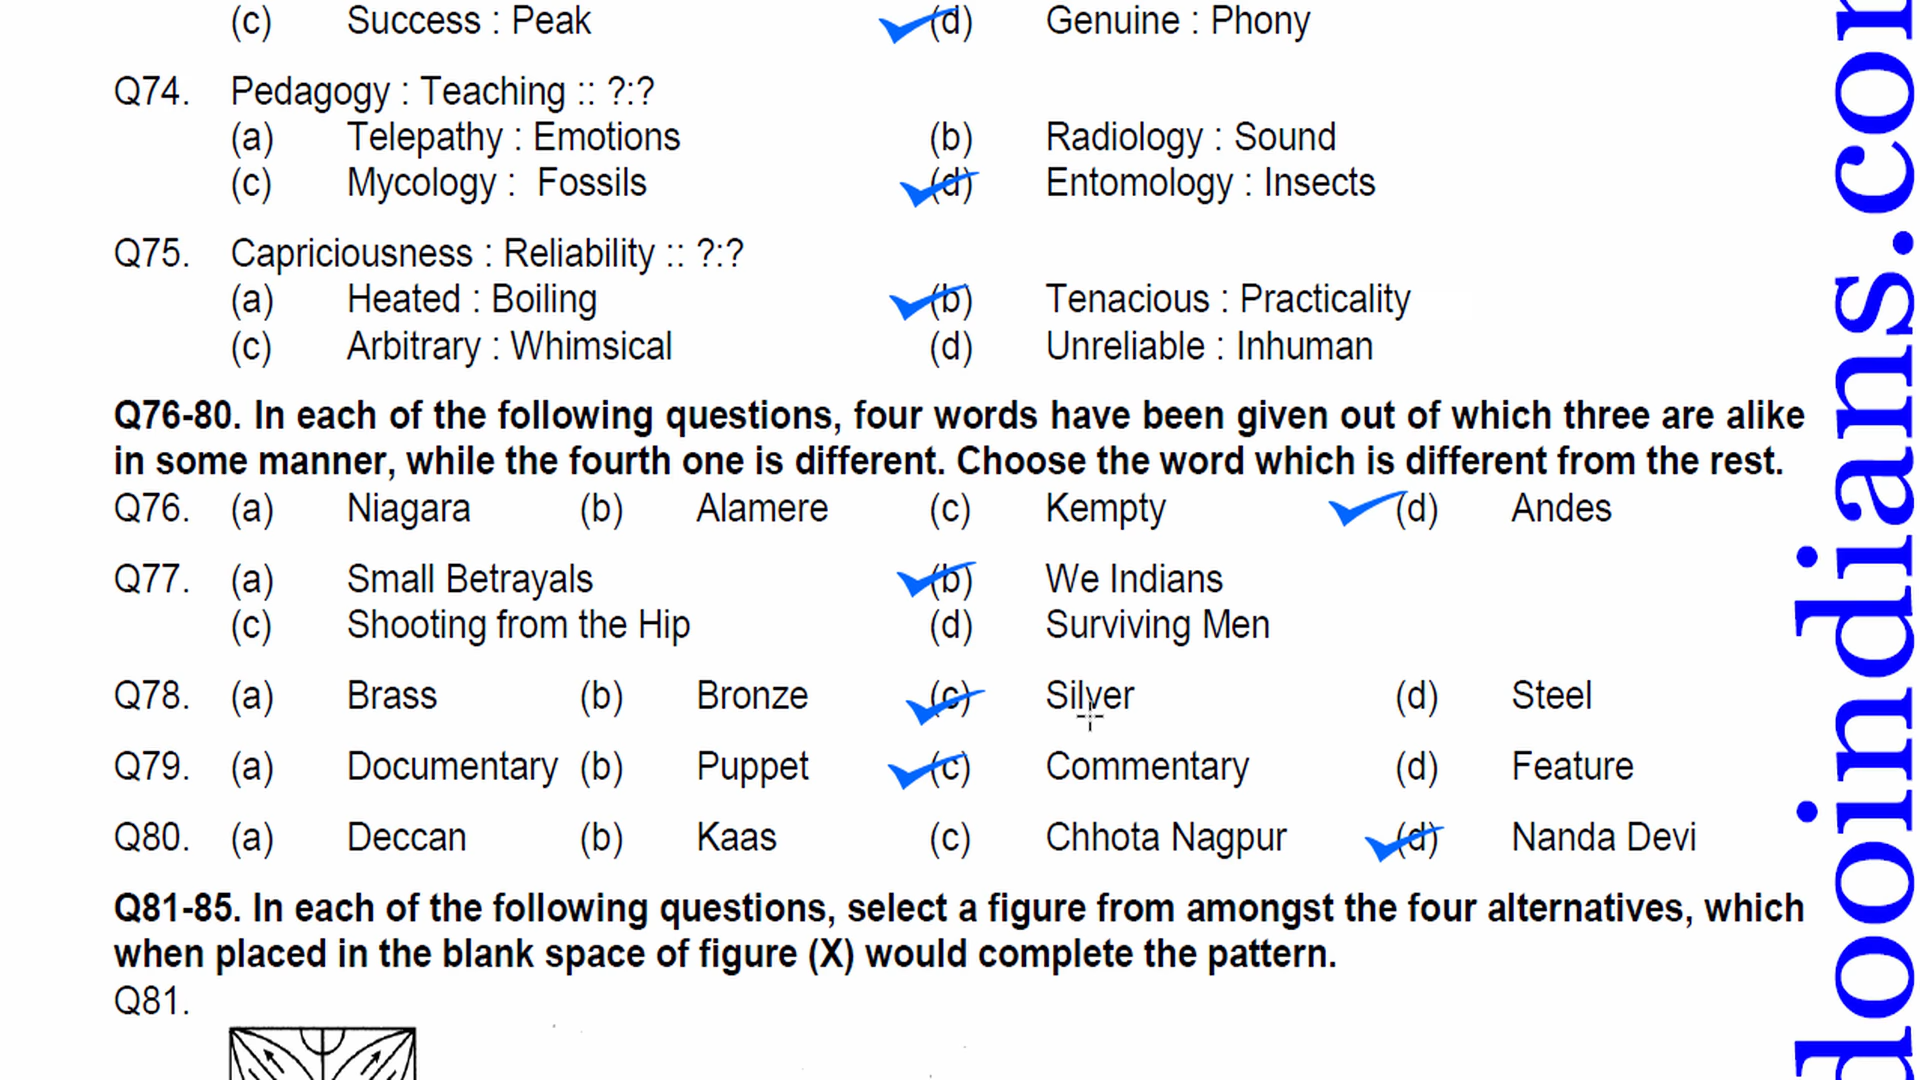 (c) Success : Peak (d) Genuine : Phony
Q74. Pedagogy : Teaching :: ?:?
(a) Telepathy : Emotions (b) Radiology : Sound
(c) Mycology : Fossils (d) Entomology : Insects
Q75. Capriciousness : Reliability :: ?:?
(a) Heated : Boiling (b) Tenacious : Practicality
(c) Arbitrary : Whimsical (d) Unreliable : Inhuman
Q76-80. In each of the following questions, four words have been given out of which three are alike
in some manner, while the fourth one is different. Choose the word which is different from the rest.
Q76. (a) Niagara (b) Alamere (c) Kempty (d) Andes
Q77. (a) Small Betrayals (b) We Indians
(c) Shooting from the Hip (d) Surviving Men
Q78. (a) Brass (b) Bronze (c) Silver (d) Steel
Q79. (a) Documentary (b) Puppet (c) Commentary (d) Feature
Q80. (a) Deccan (b) Kaas (c) Chhota Nagpur (d) Nanda Devi
Q81-85. In each of the following questions, select a figure from amongst the four alternatives, which
when placed in the blank space of figure (X) would complete the pattern.
Q81.
doindians.com